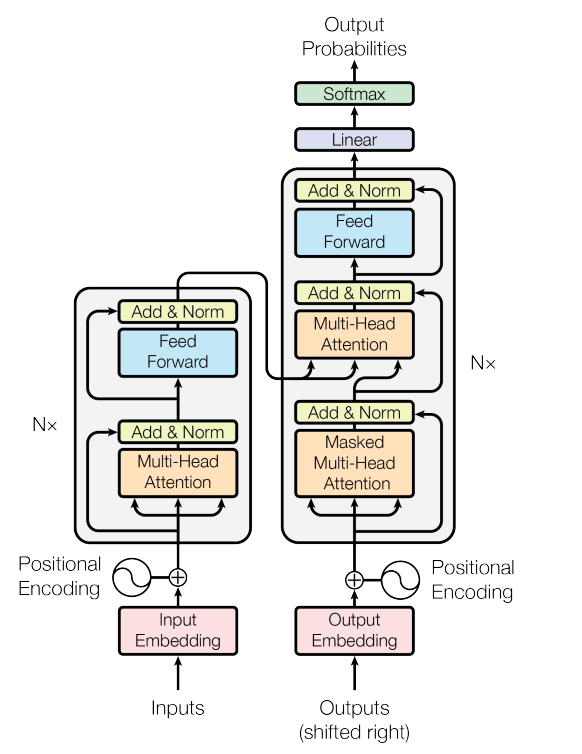 Output
Probabilities
Softmax
Linear
Add & Norm
Feed
Forward
Add & Norm
Multi-Head
Attention
Add & Norm
Masked
Multi-Head
Attention
Nx
Add & Norm
Feed
Forward
Add & Norm
Multi-Head
Attention
N×
Positional
Encoding
Positional
Encoding
Input
Embedding
Output
Embedding
Inputs
Outputs
(shifted right)